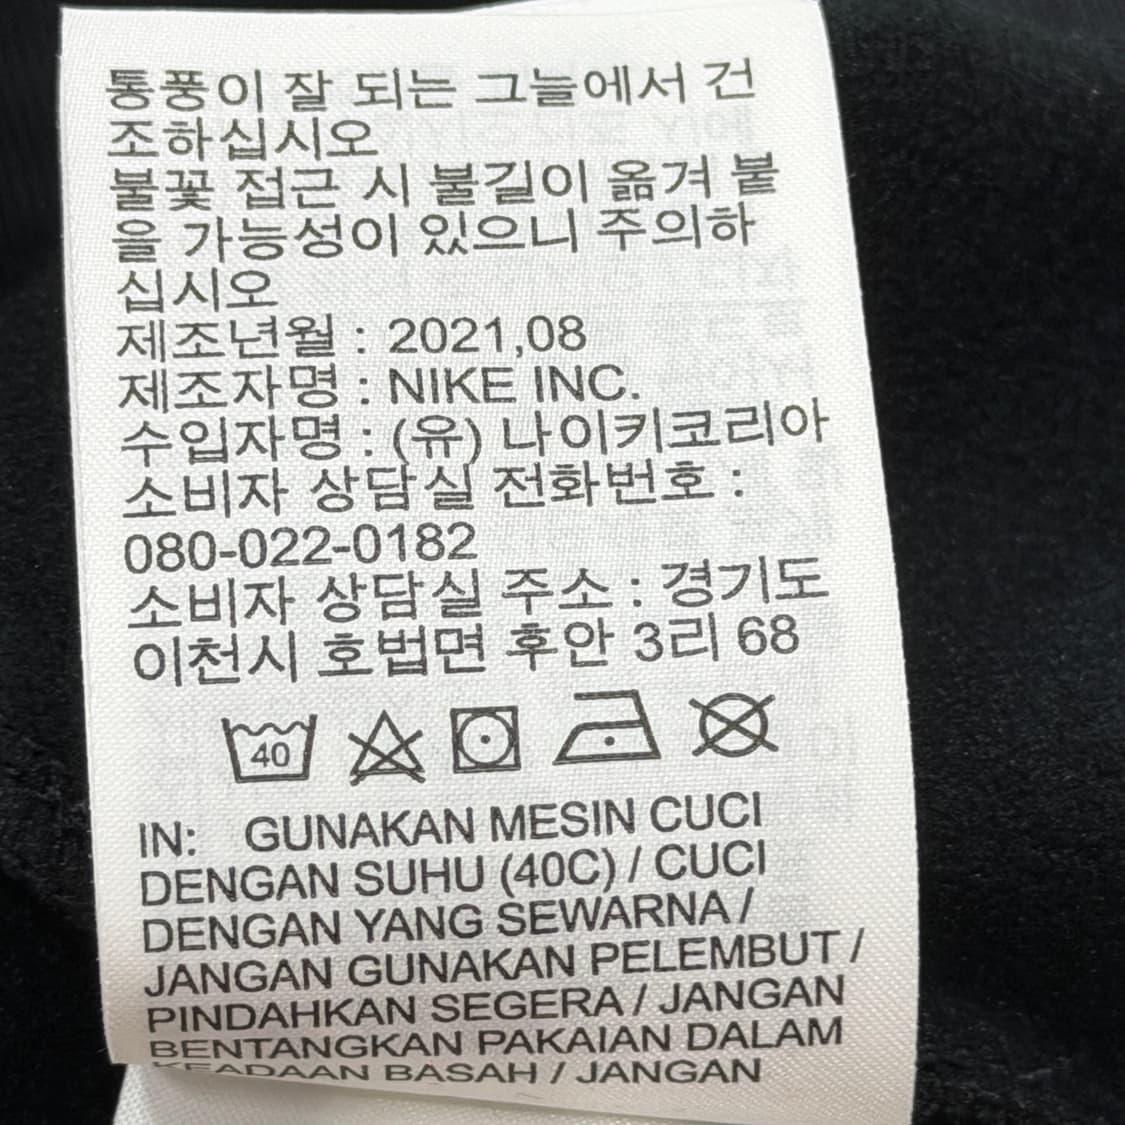 통풍이 잘 되는 그늘에서 건
조하십시오
불꽃 접근 시 불길이 옮겨 붙
을 가능성이 있으니 주의하
십시오
제조년월 : 2021,08
제조자명 : NIKE INC.
수입자명 : (유) 나이키코리아
소비자 상담실 전화번호 :
080-022-0182
소비자 상담실 주소 : 경기도
이천시 호법면 후안 3리 68
40
IN: GUNAKAN MESIN CUCI
DENGAN SUHU (40C) / CUCI
DENGAN YANG SEWARNA /
JANGAN GUNAKAN PELEMBUT /
PINDAHKAN SEGERA / JANGAN
BENTANGKAN PAKAIAN DALAM
KEADAAN BASAH / JANGAN